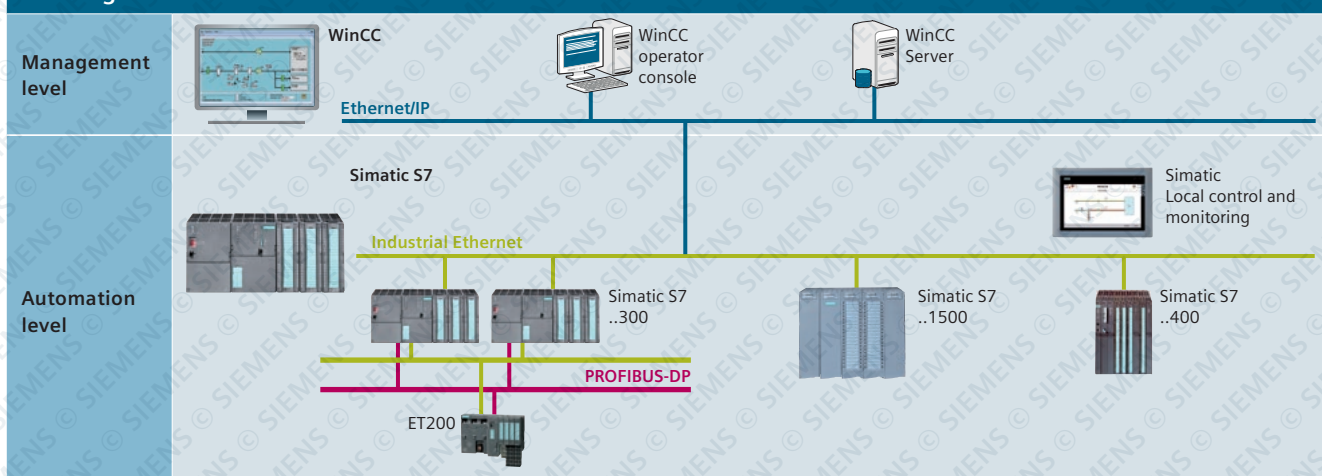 Management
level
WinCC
WinCC
operator
console
WinCC
Server
Ethernet/IP
Automation
level
Simatic S7
Simatic
Local control and
monitoring
Industrial Ethernet
Simatic S7
..300
Simatic S7
..1500
Simatic S7
..400
PROFIBUS-DP
ET200
© SIEMENS